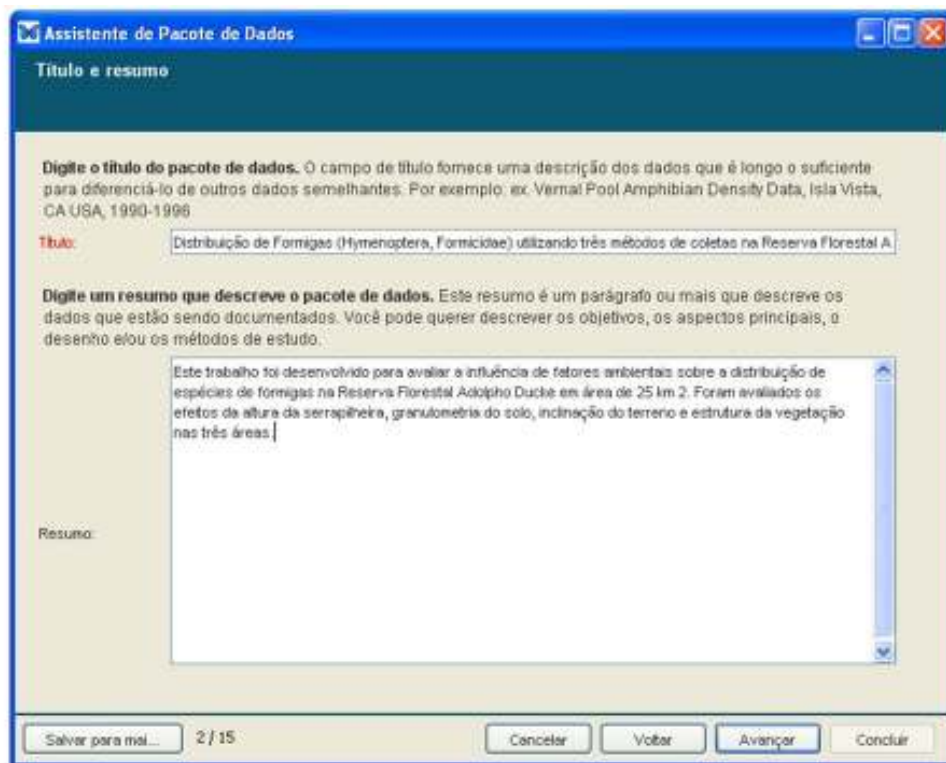 Assistente de Pacote de Dados
Título e resumo
Digite o título do pacote de dados. O campo de título fornece uma descrição dos dados que é longo o suficiente
para diferenciá-lo de outros dados semelhantes. Por exemplo: ex. Vernal Pool Amphibian Density Data, Isla Vista,
CA USA, 1990-1996
Título:
Distribuição de Formigas (Hymenoptera, Formicidae) utilizando três métodos de coletas na Reserva Florestal A
Digite um resumo que descreve o pacote de dados. Este resumo é um parágrafo ou mais que descreve os
dados que estão sendo documentados. Você pode querer descrever os objetivos, os aspectos principais, o
desenho e/ou os métodos de estudo.
Este trabalho foi desenvolvido para avaliar a influência de fatores ambientais sobre a distribuição de
espécies de formigas na Reserva Florestal Adolpho Ducke em área de 25 km 2. Foram avaliados os
efeitos da altura da serrapilheira, granulometria do solo, inclinação do terreno e estrutura da vegetação
nas três áreas.
Resumo:
Salvar para mai... 2 / 15 Cancelar Voltar Avançar Concluir